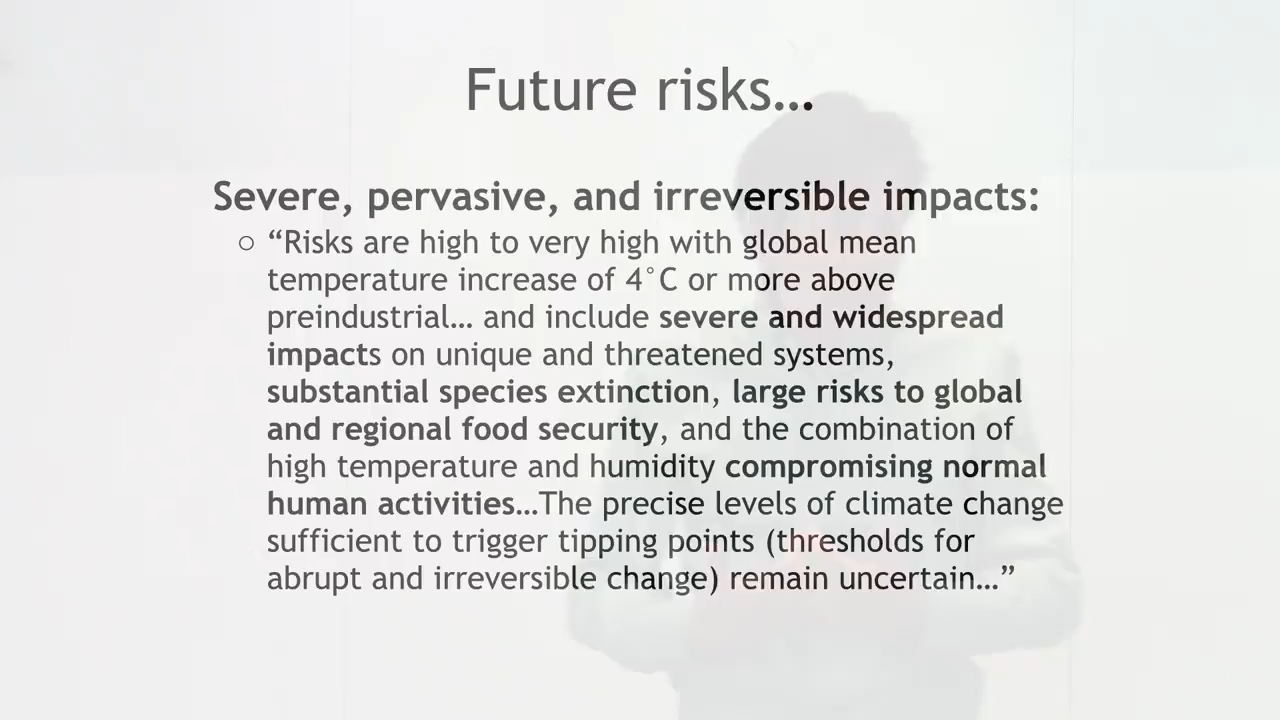 Future risks…
Severe, pervasive, and irreversible impacts:
○ “Risks are high to very high with global mean
temperature increase of 4°C or more above
preindustrial… and include severe and widespread
impacts on unique and threatened systems,
substantial species extinction, large risks to global
and regional food security, and the combination of
high temperature and humidity compromising normal
human activities…The precise levels of climate change
sufficient to trigger tipping points (thresholds for
abrupt and irreversible change) remain uncertain…”